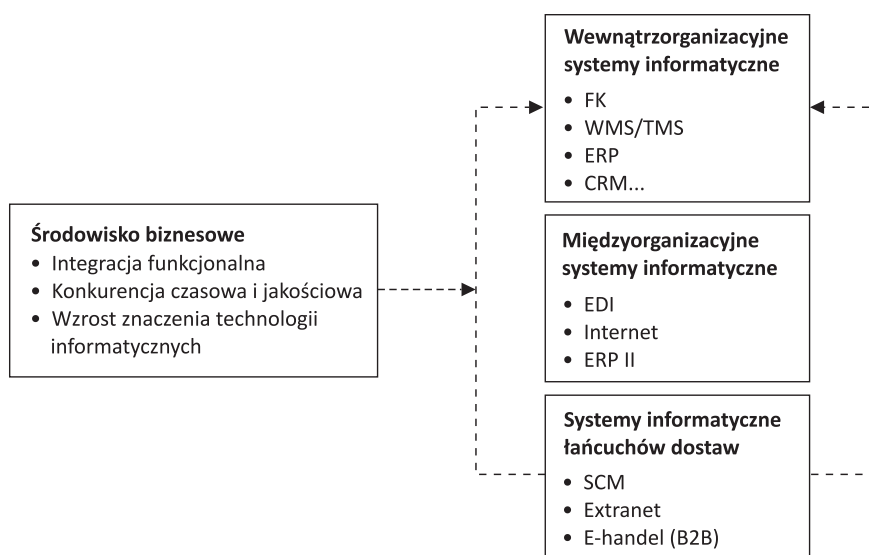 Wewnątrzorganizacyjne
systemy informatyczne
• FK
• WMS/TMS
• ERP
• CRM...
Środowisko biznesowe
• Integracja funkcjonalna
• Konkurencja czasowa i jakościowa
• Wzrost znaczenia technologii
informatycznych
Międzyorganizacyjne
systemy informatyczne
• EDI
• Internet
• ERP II
Systemy informatyczne
łańcuchów dostaw
• SCM
• Extranet
• E-handel (B2B)